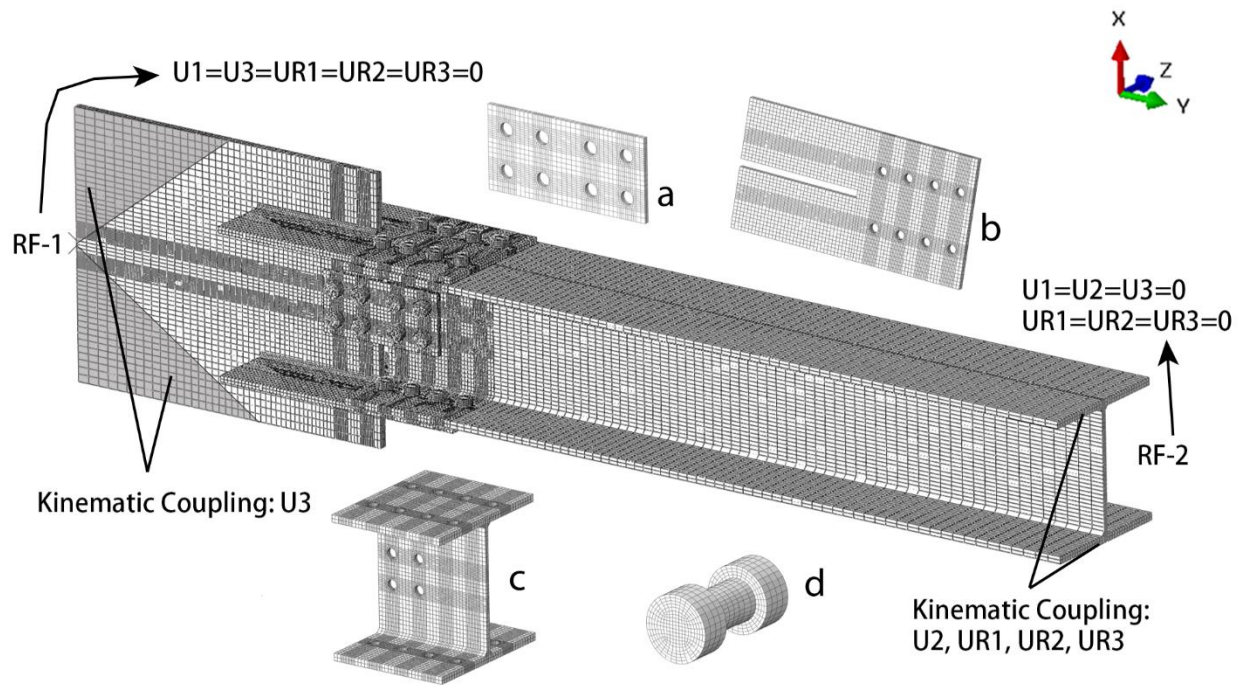 U1=U3=UR1=UR2=UR3=0
X
Z
Y
a
b
RF-1
U1=U2=U3=0
UR1=UR2=UR3=0
RF-2
Kinematic Coupling: U3
c
d
Kinematic Coupling:
U2, UR1, UR2, UR3